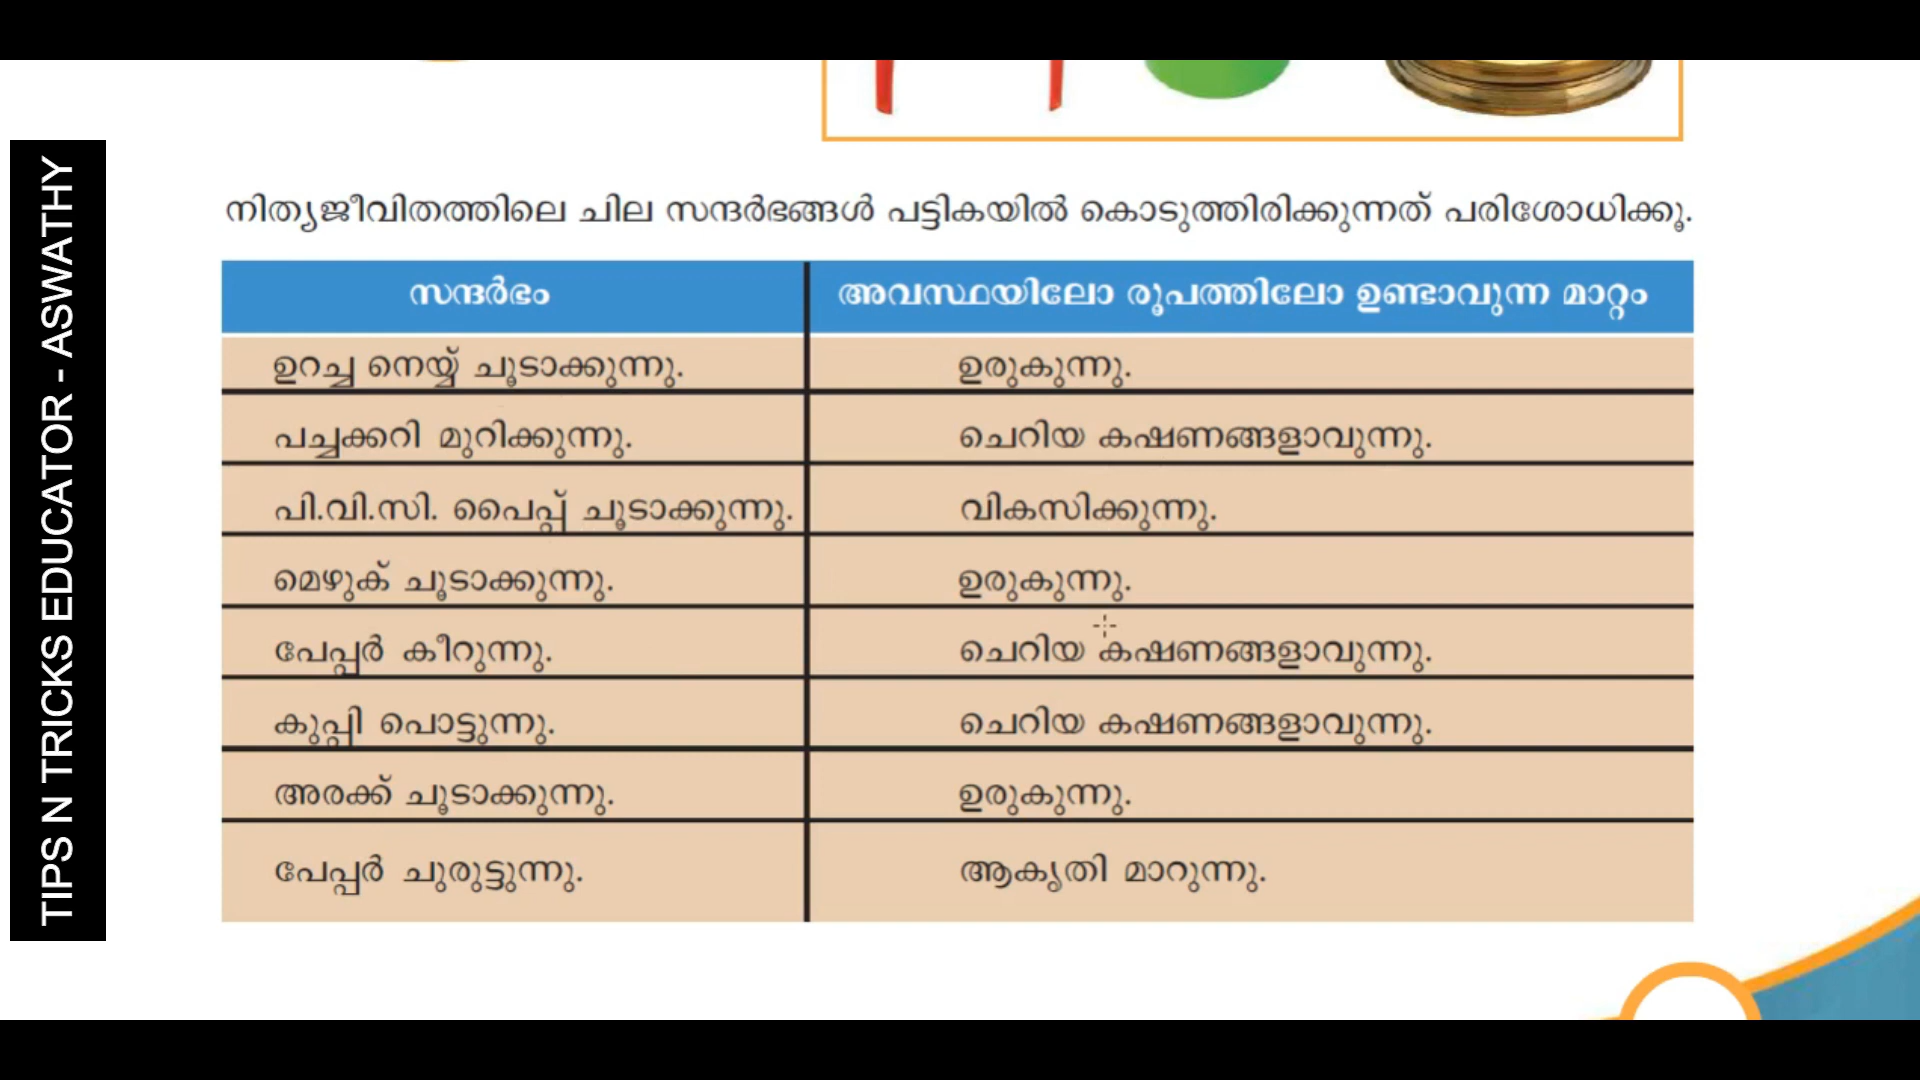 TIPS N TRICKS EDUCATOR - ASWATHY
നിത്യജീവിതത്തിലെ ചില സന്ദർഭങ്ങൾ പട്ടികയിൽ കൊടുത്തിരിക്കുന്നത് പരിശോധിക്കൂ.
സന്ദർഭം അവസ്ഥയിലോ രൂപത്തിലോ ഉണ്ടാവുന്ന മാറ്റം
ഉറച്ച നെയ്യ് ചൂടാക്കുന്നു. ഉരുകുന്നു.
പച്ചക്കറി മുറിക്കുന്നു. ചെറിയ കഷണങ്ങളാവുന്നു.
പി.വി.സി. പൈപ്പ് ചൂടാക്കുന്നു. വികസിക്കുന്നു.
മെഴുക് ചൂടാക്കുന്നു. ഉരുകുന്നു.
പേപ്പർ കീറുന്നു. ചെറിയ കഷണങ്ങളാവുന്നു.
കുപ്പി പൊട്ടുന്നു. ചെറിയ കഷണങ്ങളാവുന്നു.
അരക്ക് ചൂടാക്കുന്നു. ഉരുകുന്നു.
പേപ്പർ ചുരുട്ടുന്നു. ആകൃതി മാറുന്നു.